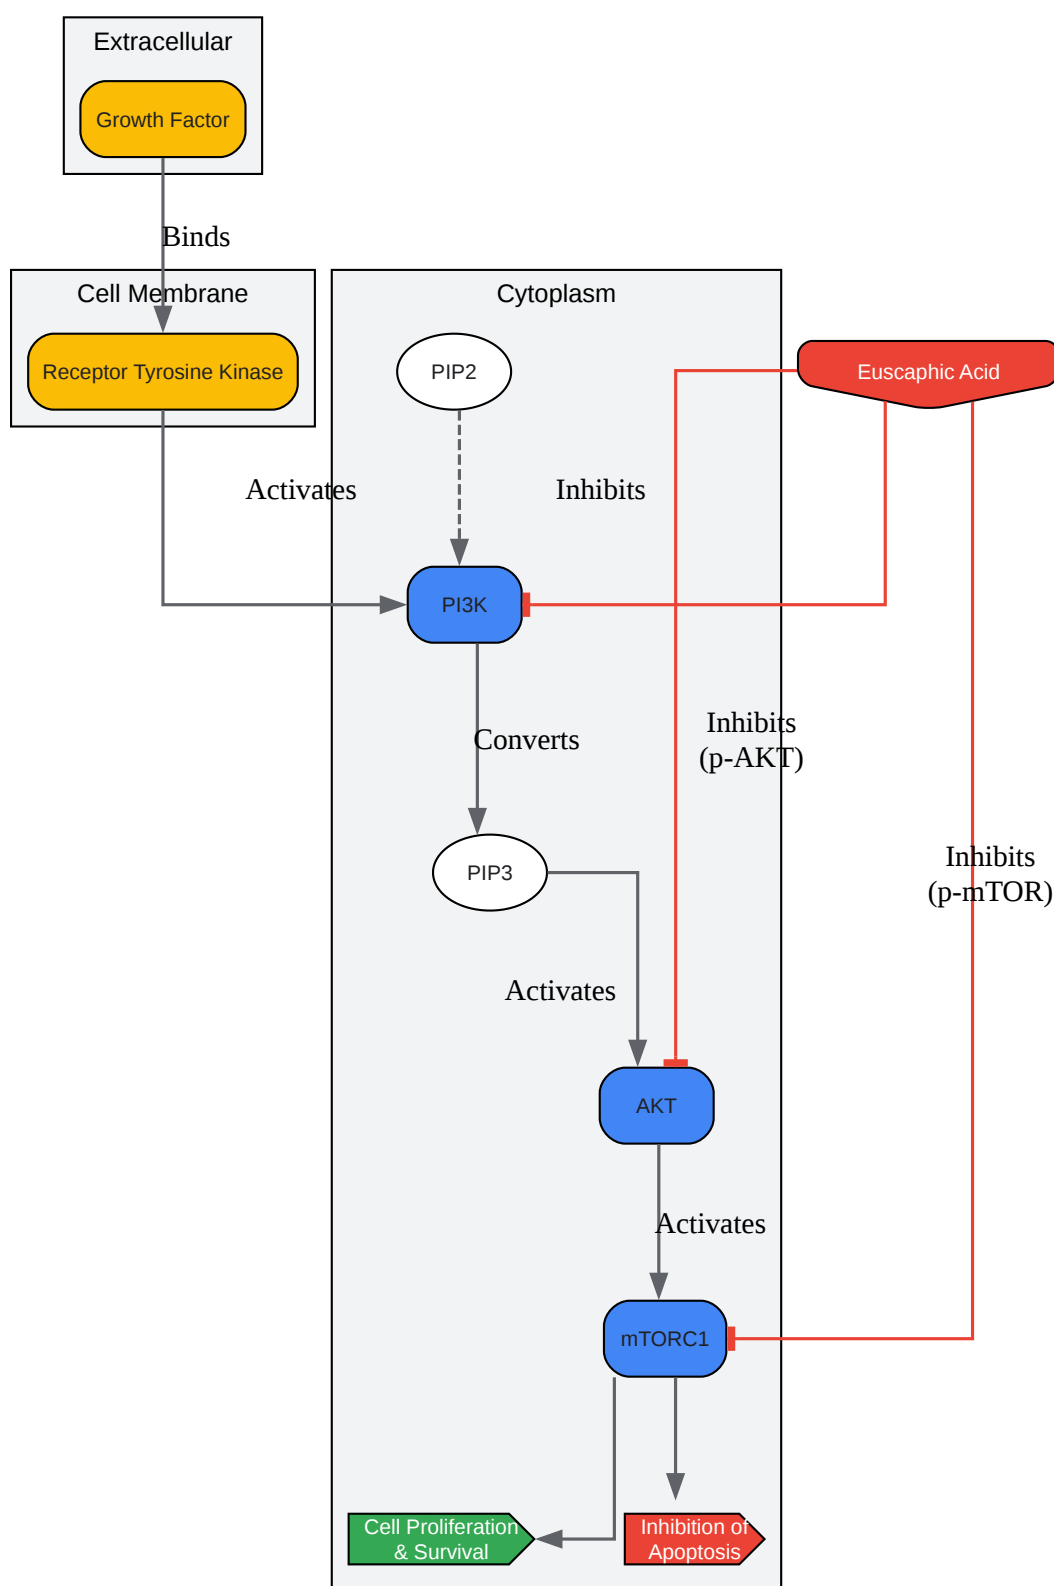 Extracellular
Growth Factor
Binds
Cell Membrane
Cytoplasm
Receptor Tyrosine Kinase
PIP2
Euscaphic Acid
Activates
Inhibits
PI3K
Inhibits
(p-AKT)
Converts
Inhibits
(p-mTOR)
PIP3
Activates
AKT
Activates
mTORC1
Cell Proliferation
& Survival
Inhibition of
Apoptosis